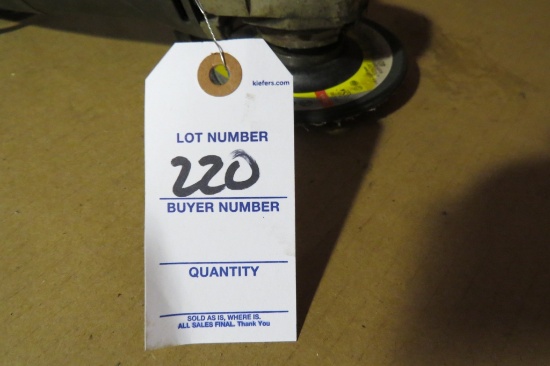 kiefers.com
LOT NUMBER
220
BUYER NUMBER
QUANTITY
SOLD AS IS, WHERE IS.
ALL SALES FINAL. Thank You